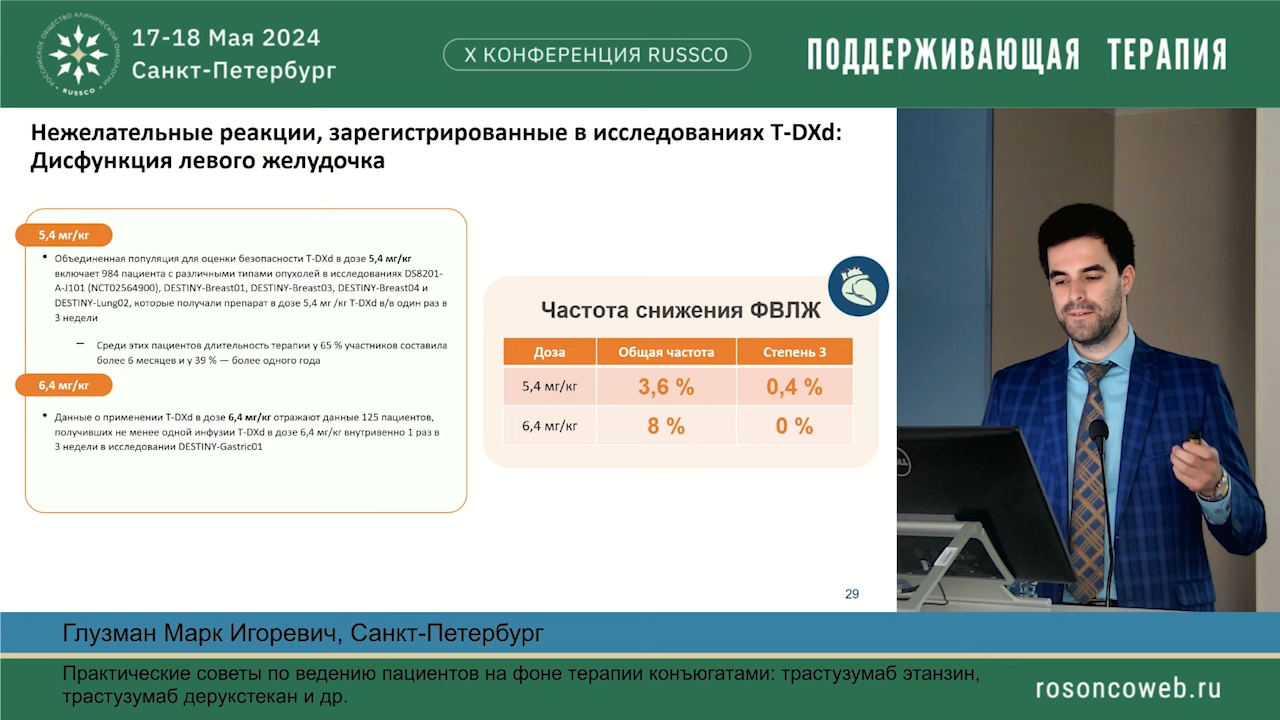 РОССИЙСКОЕ ОБЩЕСТВО КЛИНИЧЕСКОЙ ОНКОЛОГИИ
• RUSSCO •
17-18 Мая 2024
Санкт-Петербург
X КОНФЕРЕНЦИЯ RUSSCO
ПОДДЕРЖИВАЮЩАЯ ТЕРАПИЯ
Нежелательные реакции, зарегистрированные в исследованиях T-DXd:
Дисфункция левого желудочка
5,4 мг/кг
• Объединенная популяция для оценки безопасности T-DXd в дозе 5,4 мг/кг
включает 984 пациента с различными типами опухолей в исследованиях DS8201-
A-J101 (NCT02564900), DESTINY-Breast01, DESTINY-Breast03, DESTINY-Breast04 и
DESTINY-Lung02, которые получали препарат в дозе 5,4 мг /кг T-DXd в/в один раз в
3 недели
– Среди этих пациентов длительность терапии у 65 % участников составила
более 6 месяцев и у 39 % — более одного года
6,4 мг/кг
• Данные о применении T-DXd в дозе 6,4 мг/кг отражают данные 125 пациентов,
получивших не менее одной инфузии T-DXd в дозе 6,4 мг/кг внутривенно 1 раз в
3 недели в исследовании DESTINY-Gastric01
Частота снижения ФВЛЖ
Доза Общая частота Степень 3
5,4 мг/кг 3,6 % 0,4 %
6,4 мг/кг 8 % 0 %
29
DELL
Глузман Марк Игоревич, Санкт-Петербург
Практические советы по ведению пациентов на фоне терапии конъюгатами: трастузумаб этанзин,
трастузумаб дерукстекан и др.
rosoncoweb.ru